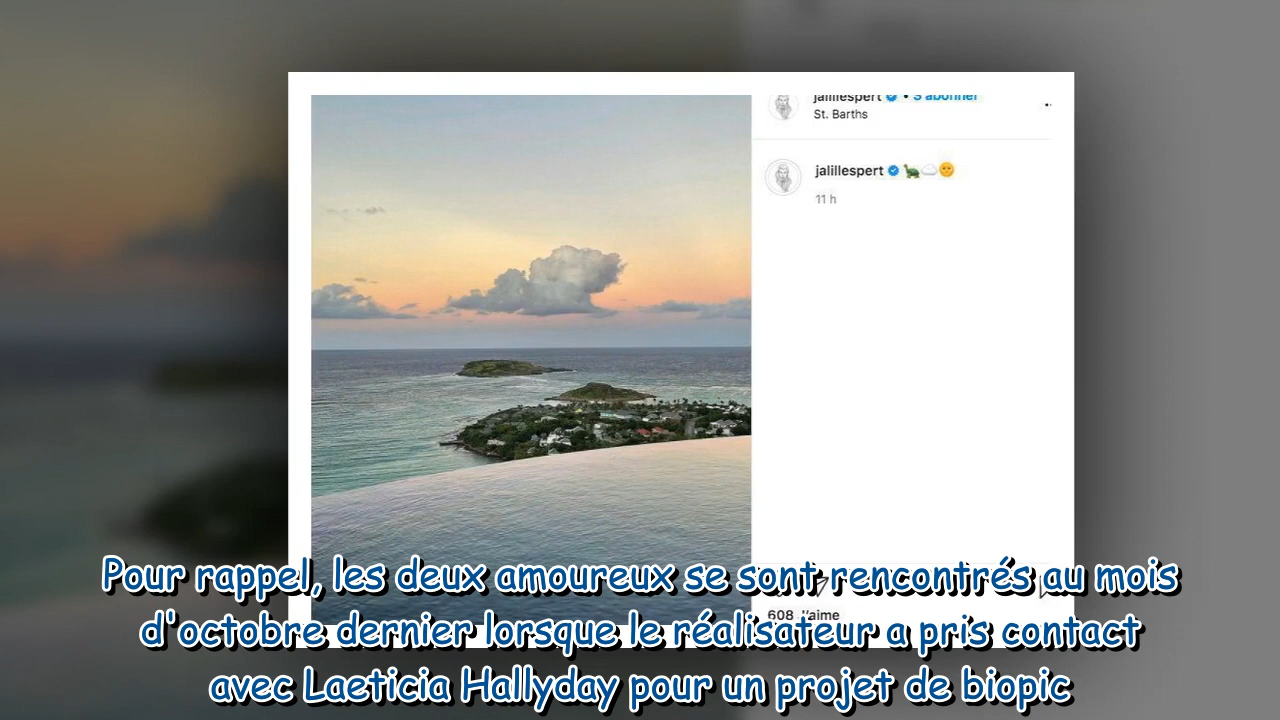 jalillespert • S'abonner
St. Barths
jalillespert
11 h
608 J'aime
Pour rappel, les deux amoureux se sont rencontrés au mois
d'octobre dernier lorsque le réalisateur a pris contact
avec Laeticia Hallyday pour un projet de biopic